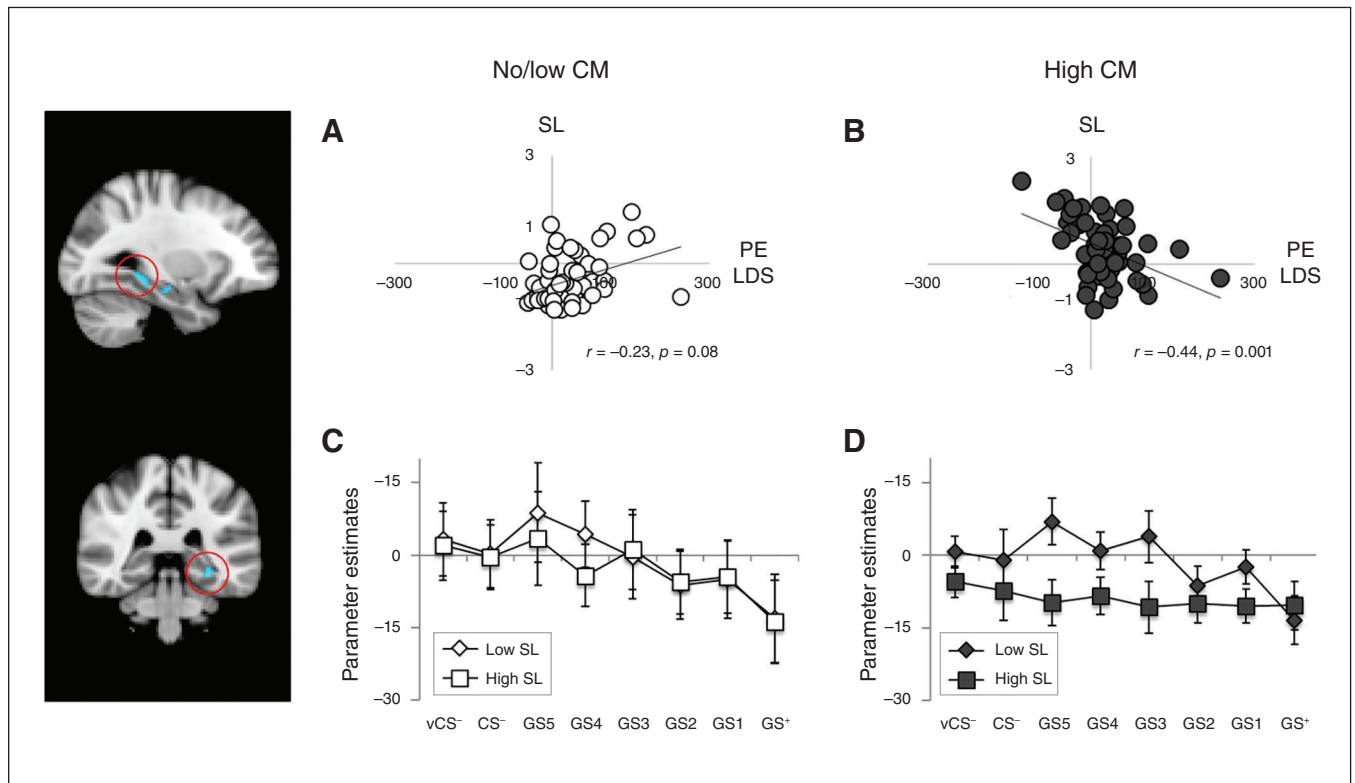 No/low CM
High CM
A
SL
3
1
–300
–100
100
300
–3
PE
LDS
r = –0.23, p = 0.08
B
SL
3
–300
–100
100
300
–1
–3
PE
LDS
r = –0.44, p = 0.001
C
Parameter estimates
–15
0
–15
–30
Low SL
High SL
vCS⁻ CS⁻ GS5 GS4 GS3 GS2 GS1 GS⁺
D
Parameter estimates
–15
0
–15
–30
Low SL
High SL
vCS⁻ CS⁻ GS5 GS4 GS3 GS2 GS1 GS⁺